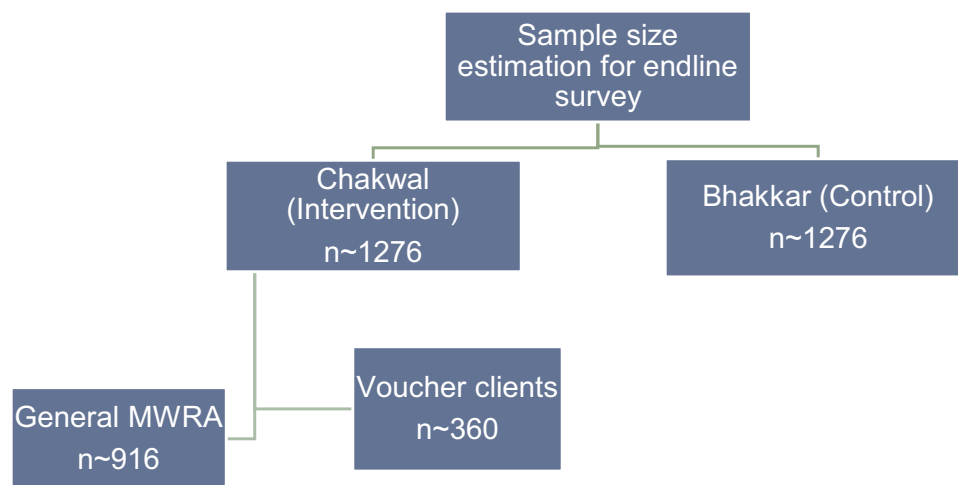 Sample size
estimation for endline
survey
Chakwal
(Intervention)
n~1276
Bhakkar (Control)
n~1276
General MWRA
n~916
Voucher clients
n~360